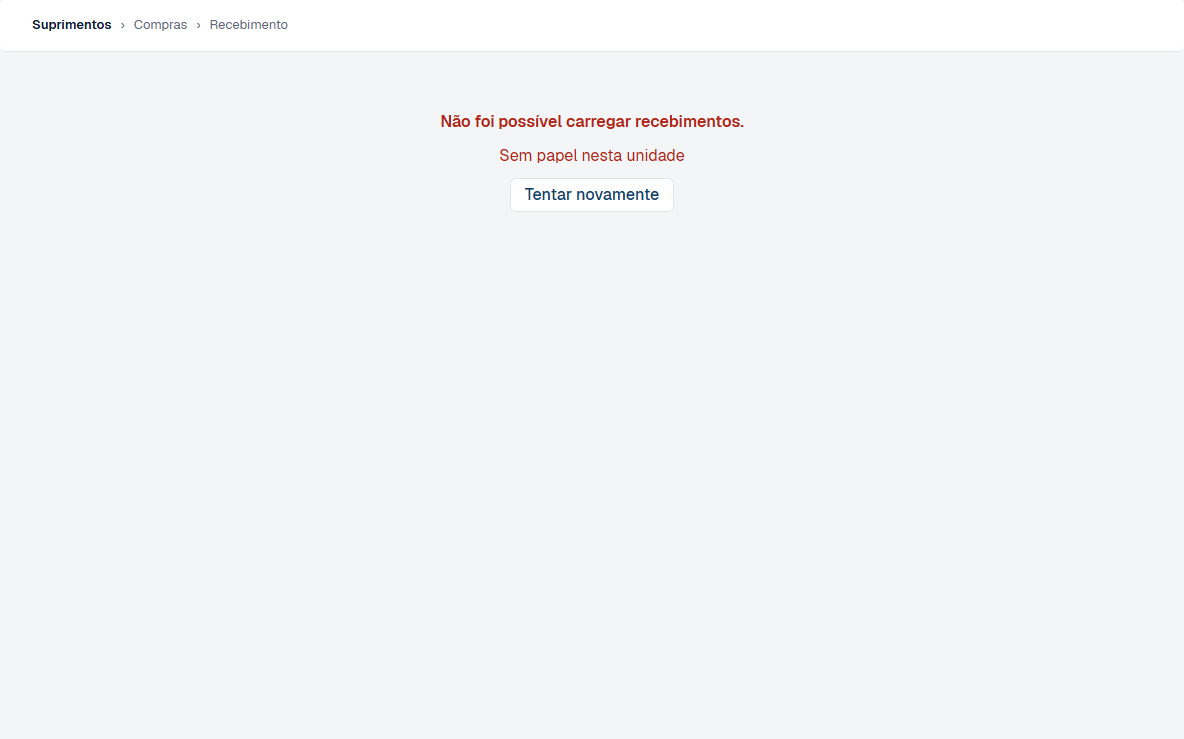 Suprimentos › Compras › Recebimento
Não foi possível carregar recebimentos.
Sem papel nesta unidade
Tentar novamente